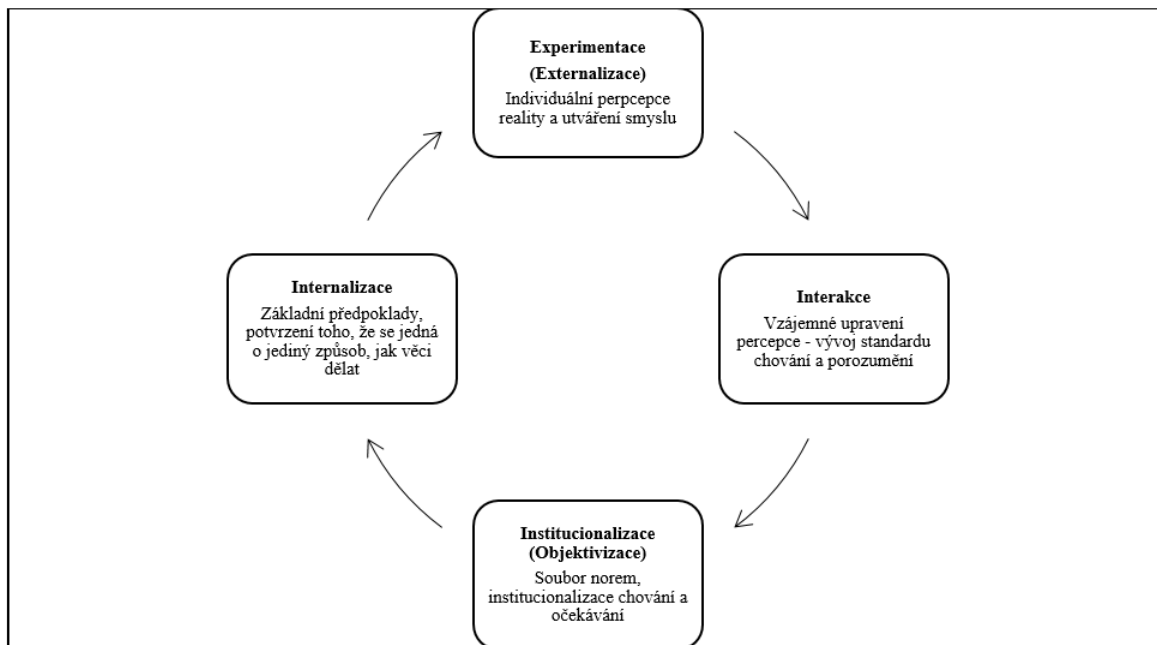 Experimentace
(Externalizace)
Individuální perpcepce
reality a utváření smyslu
Interakce
Vzájemné upravení
percepce - vývoj standardu
chování a porozumění
Institucionalizace
(Objektivizace)
Soubor norem,
institucionalizace chování a
očekávání
Internalizace
Základní předpoklady,
potvrzení toho, že se jedná
o jediný způsob, jak věci
dělat